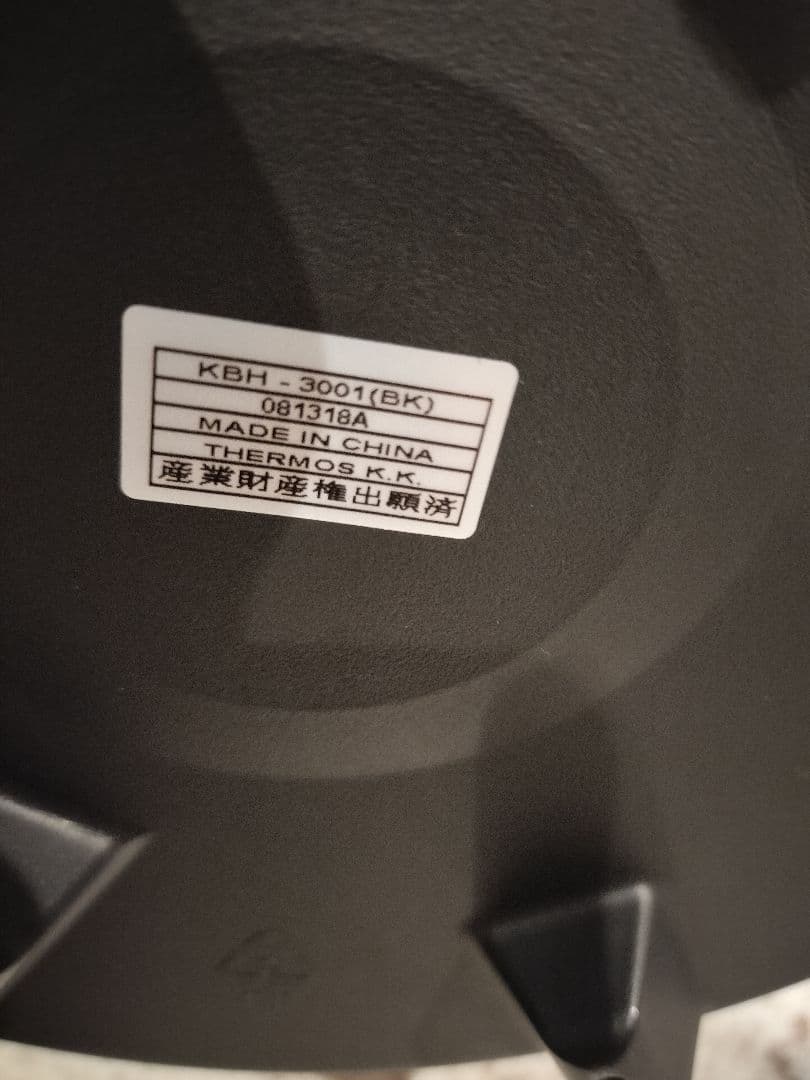 KBH - 3001(BK)
081318A
MADE IN CHINA
THERMOS K.K.
産業財産権出願済